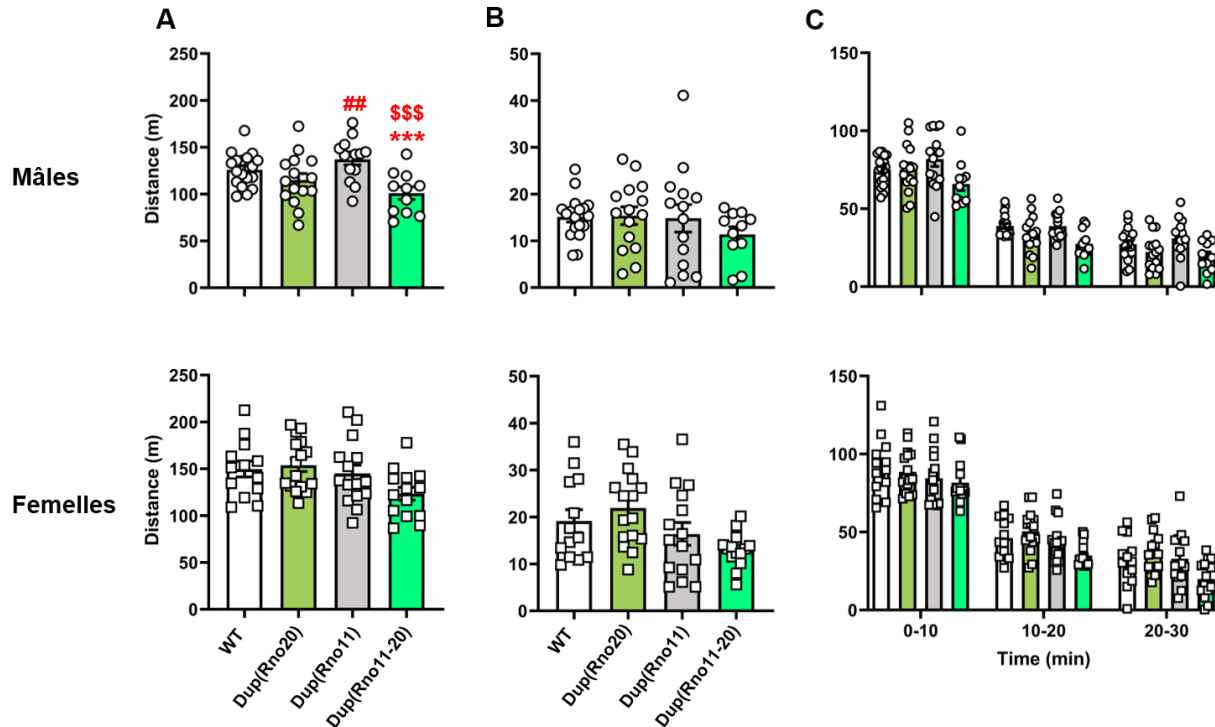 A
B
C
Mâles
Distance (m)
250
200
150
100
50
0
##
$$$
***
50
40
30
20
10
0
150
100
50
0
Femelles
Distance (m)
250
200
150
100
50
0
WT
Dup(Rno20)
Dup(Rno11)
Dup(Rno11-20)
50
40
30
20
10
0
WT
Dup(Rno20)
Dup(Rno11)
Dup(Rno11-20)
150
100
50
0
0-10
10-20
20-30
Time (min)